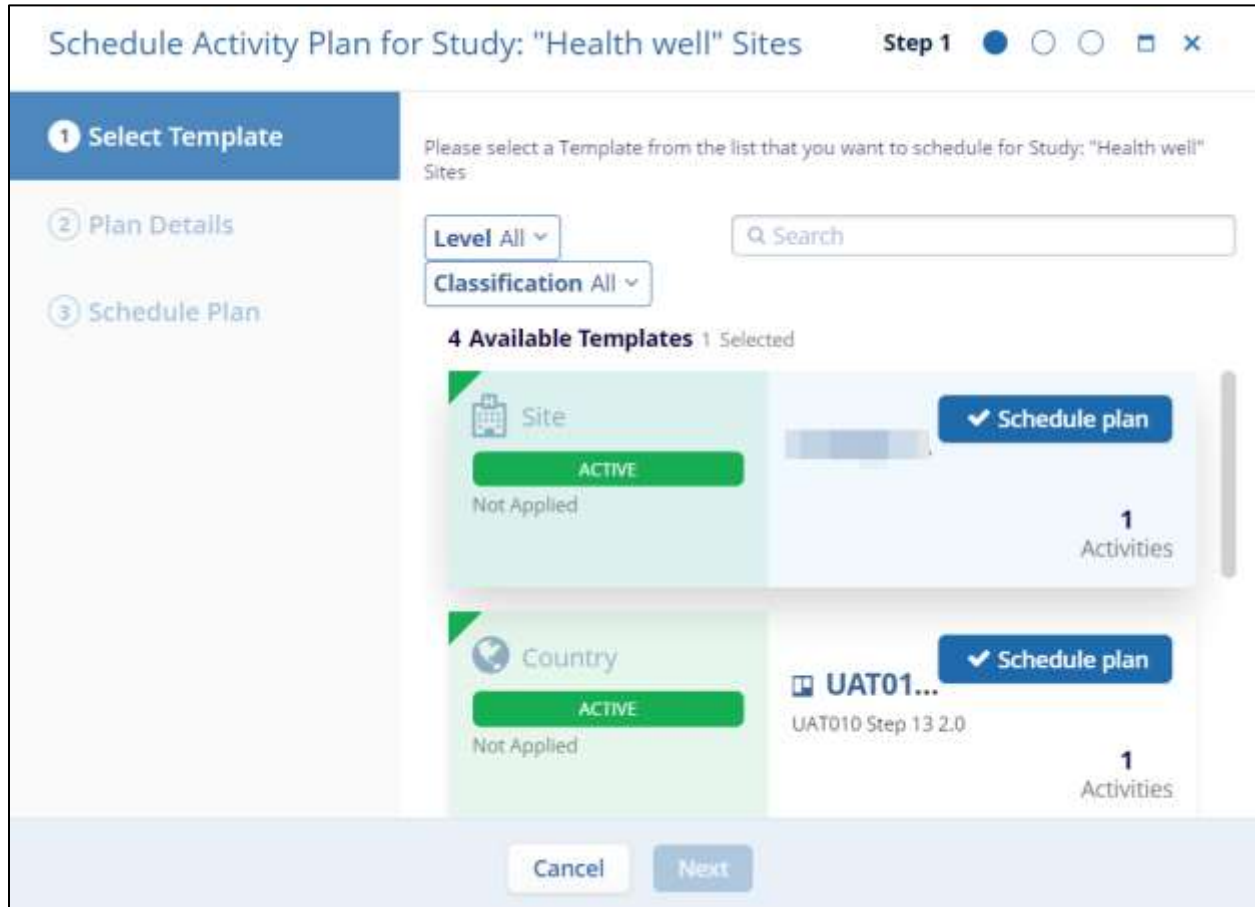 Schedule Activity Plan for Study: "Health well" Sites
Step 1
1 Select Template
2 Plan Details
3 Schedule Plan
Please select a Template from the list that you want to schedule for Study: "Health well"
Sites
Level All
Search
Classification All
4 Available Templates 1 Selected
Site
ACTIVE
Not Applied
Schedule plan
1
Activities
Country
ACTIVE
Not Applied
Schedule plan
UAT01...
UAT010 Step 13 2.0
1
Activities
Cancel
Next